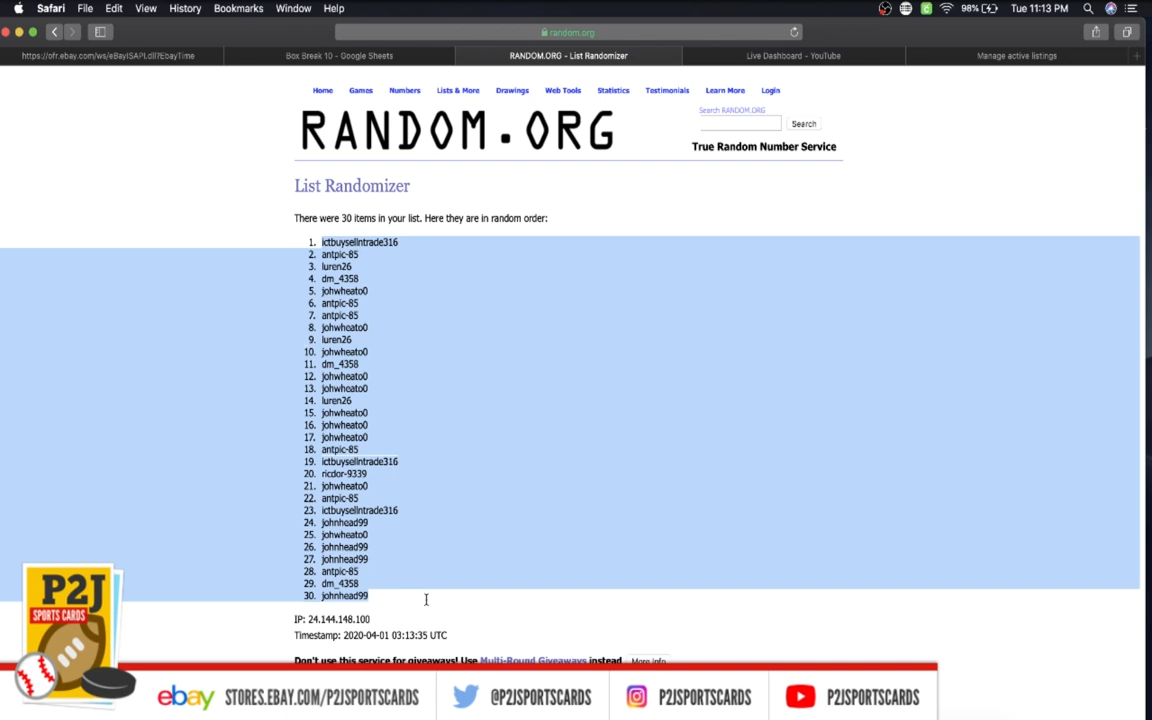 Safari File Edit View History Bookmarks Window Help 98% Tue 11:13 PM
random.org
https://ofr.ebay.com/ws/eBayISAPI.dll?EbayTime Box Break 10 - Google Sheets RANDOM.ORG - List Randomizer Live Dashboard - YouTube Manage active listings
Home Games Numbers Lists & More Drawings Web Tools Statistics Testimonials Learn More Login
Search RANDOM.ORG
RANDOM.ORG
Search
True Random Number Service
List Randomizer
There were 30 items in your list. Here they are in random order:
1. ictbuysellntrade316
2. antpic-85
3. luren26
4. dm_4358
5. johwheato0
6. antpic-85
7. antpic-85
8. johwheato0
9. luren26
10. johwheato0
11. dm_4358
12. johwheato0
13. johwheato0
14. luren26
15. johwheato0
16. johwheato0
17. johwheato0
18. antpic-85
19. ictbuysellntrade316
20. ricdor-9339
21. johwheato0
22. antpic-85
23. ictbuysellntrade316
24. johnhead99
25. johwheato0
26. johnhead99
27. johnhead99
28. antpic-85
29. dm_4358
30. johnhead99
IP: 24.144.148.100
Timestamp: 2020-04-01 03:13:35 UTC
Don't use this service for giveaways! Use Multi-Round Giveaways instead More Info
P2J
SPORTS CARDS
ebay STORES.EBAY.COM/P2JSPORTSCARDS @P2JSPORTSCARDS P2JSPORTSCARDS P2JSPORTSCARDS